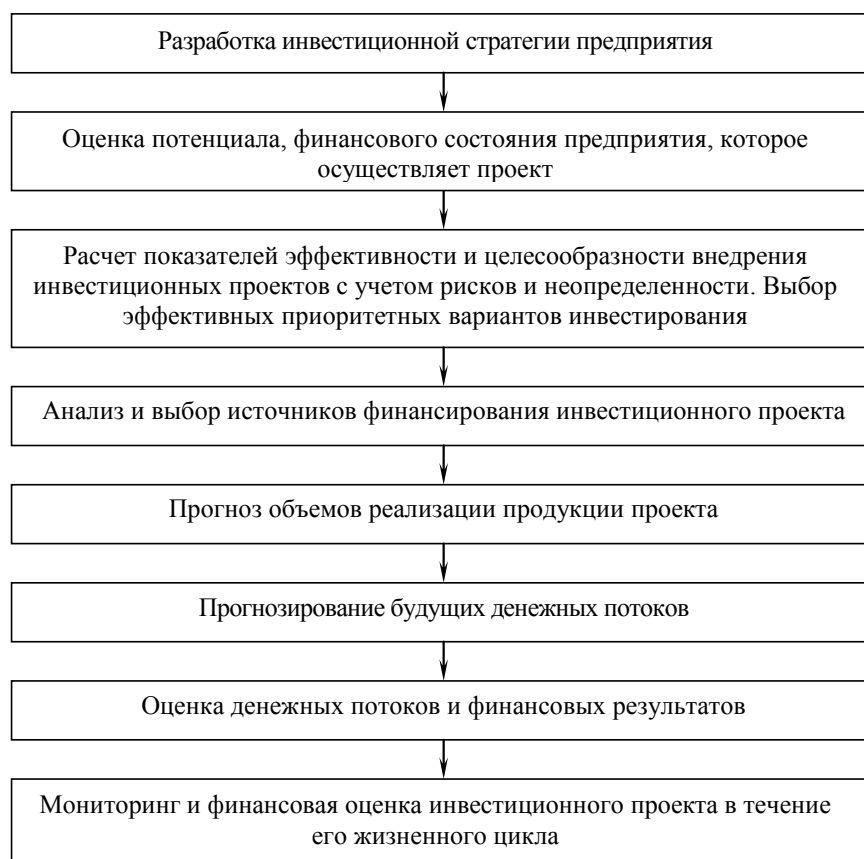 Разработка инвестиционной стратегии предприятия
Оценка потенциала, финансового состояния предприятия, которое
осуществляет проект
Расчет показателей эффективности и целесообразности внедрения
инвестиционных проектов с учетом рисков и неопределенности. Выбор
эффективных приоритетных вариантов инвестирования
Анализ и выбор источников финансирования инвестиционного проекта
Прогноз объемов реализации продукции проекта
Прогнозирование будущих денежных потоков
Оценка денежных потоков и финансовых результатов
Мониторинг и финансовая оценка инвестиционного проекта в течение
его жизненного цикла